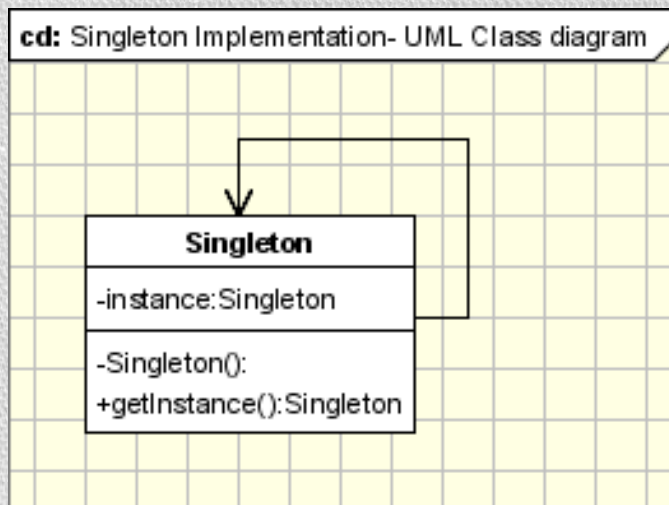 cd: Singleton Implementation- UML Class diagram
Singleton
-instance:Singleton
-Singleton():
+getInstance():Singleton